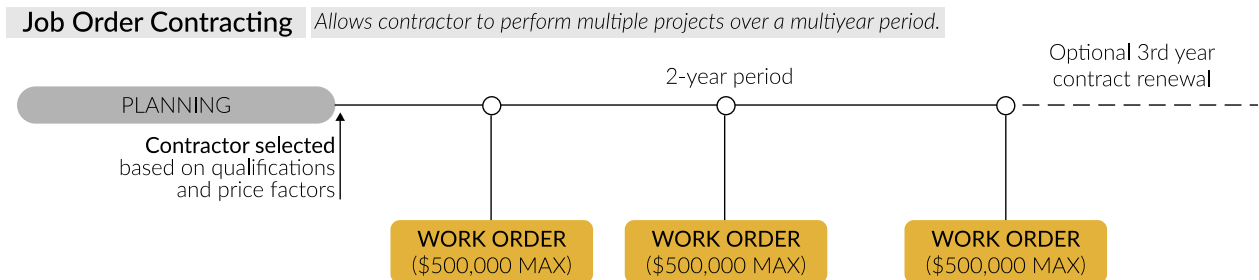 Job Order Contracting
Allows contractor to perform multiple projects over a multiyear period.
Optional 3rd year
contract renewal
2-year period
PLANNING
Contractor selected
based on qualifications
and price factors
WORK ORDER
($500,000 MAX)
WORK ORDER
($500,000 MAX)
WORK ORDER
($500,000 MAX)